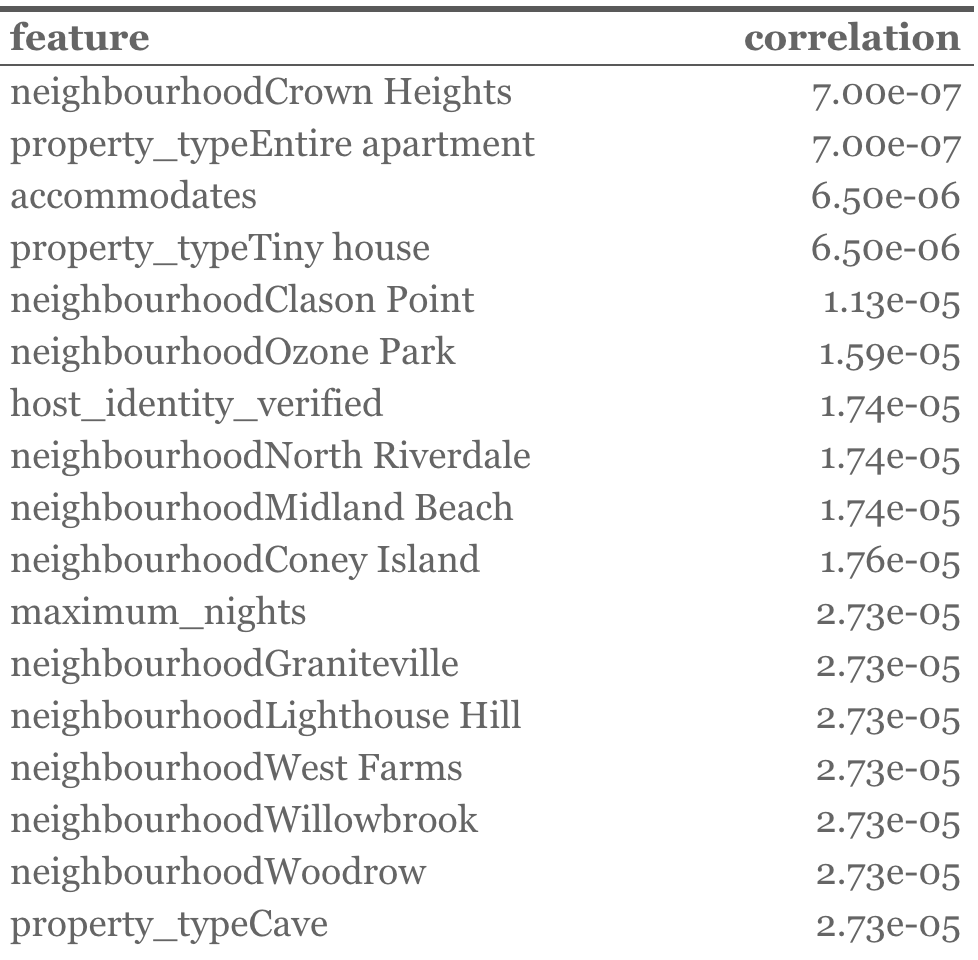 feature correlation
neighbourhoodCrown Heights 7.00e-07
property_typeEntire apartment 7.00e-07
accommodates 6.50e-06
property_typeTiny house 6.50e-06
neighbourhoodClason Point 1.13e-05
neighbourhoodOzone Park 1.59e-05
host_identity_verified 1.74e-05
neighbourhoodNorth Riverdale 1.74e-05
neighbourhoodMidland Beach 1.74e-05
neighbourhoodConey Island 1.76e-05
maximum_nights 2.73e-05
neighbourhoodGraniteville 2.73e-05
neighbourhoodLighthouse Hill 2.73e-05
neighbourhoodWest Farms 2.73e-05
neighbourhoodWillowbrook 2.73e-05
neighbourhoodWoodrow 2.73e-05
property_typeCave 2.73e-05